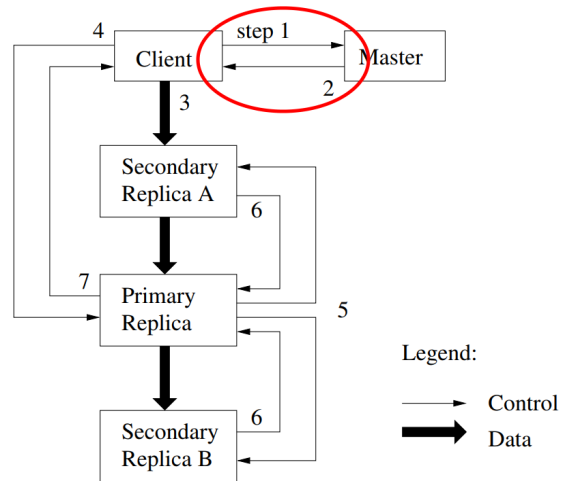 4
step 1
Client
Master
2
3
Secondary
Replica A
6
7
Primary
Replica
5
Legend:
Control
6
Data
Secondary
Replica B